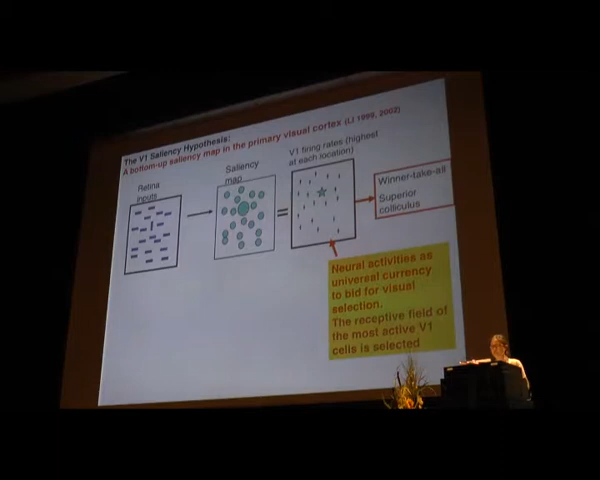 The V1 Saliency Hypothesis:
A bottom-up saliency map in the primary visual cortex (Li 1999, 2002)
Retina
inputs
Saliency
map
V1 firing rates (highest
at each location)
=
Winner-take-all
Superior
colliculus
Neural activities as
universal currency
to bid for visual
selection.
The receptive field of
the most active V1
cells is selected